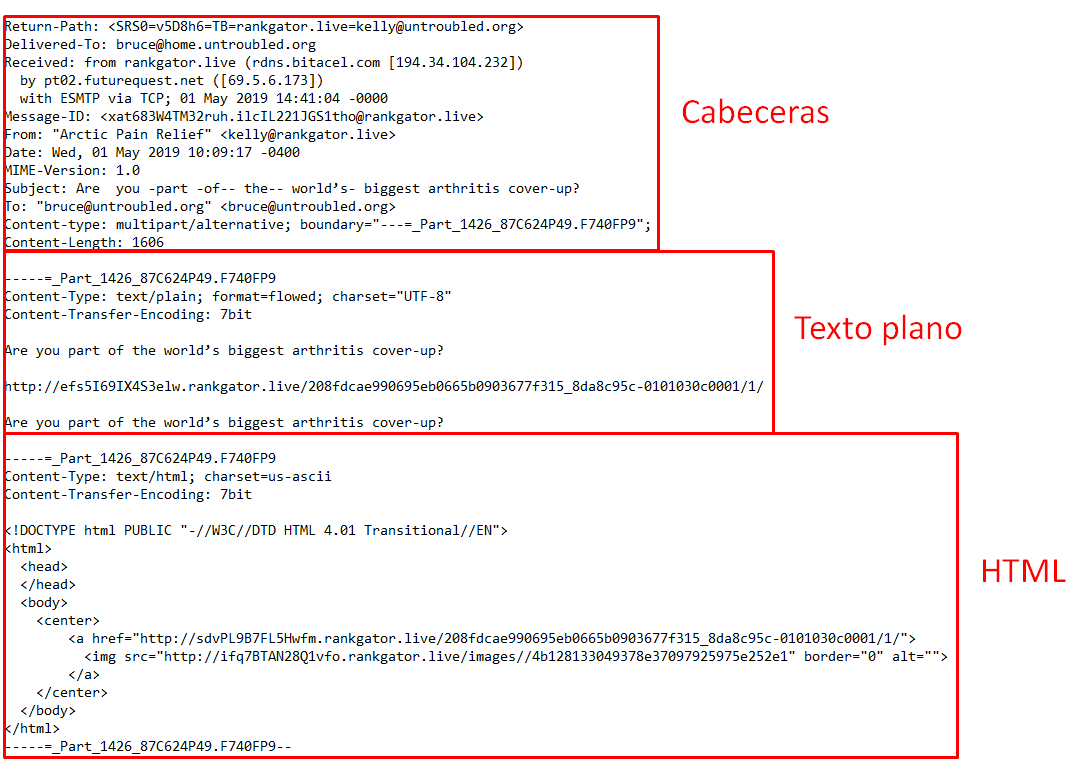 Return-Path: <SRS0=v5D8h6=TB=rankgator.live=kelly@untroubled.org>
Delivered-To: bruce@home.untroubled.org
Received: from rankgator.live (rdns.bitacel.com [194.34.104.232])
  by pt02.futurequest.net ([69.5.6.173])
  with ESMTP via TCP; 01 May 2019 14:41:04 -0000
Message-ID: <xat683W4TM32ruh.ilcIL221JGS1tho@rankgator.live>
From: "Arctic Pain Relief" <kelly@rankgator.live>
Date: Wed, 01 May 2019 10:09:17 -0400
MIME-Version: 1.0
Subject: Are  you -part -of-- the-- world’s- biggest arthritis cover-up?
To: "bruce@untroubled.org" <bruce@untroubled.org>
Content-type: multipart/alternative; boundary="---=_Part_1426_87C624P49.F740FP9";
Content-Length: 1606
Cabeceras
-----=_Part_1426_87C624P49.F740FP9
Content-Type: text/plain; format=flowed; charset="UTF-8"
Content-Transfer-Encoding: 7bit
Are you part of the world’s biggest arthritis cover-up?
http://efs5I69IX4S3elw.rankgator.live/208fdcae990695eb0665b0903677f315_8da8c95c-0101030c0001/1/
Are you part of the world’s biggest arthritis cover-up?
Texto plano
-----=_Part_1426_87C624P49.F740FP9
Content-Type: text/html; charset=us-ascii
Content-Transfer-Encoding: 7bit
<!DOCTYPE html PUBLIC "-//W3C//DTD HTML 4.01 Transitional//EN">
<html>
  <head>
  </head>
  <body>
    <center>
        <a href="http://sdvPL9B7FL5Hwfm.rankgator.live/208fdcae990695eb0665b0903677f315_8da8c95c-0101030c0001/1/">
          <img src="http://ifq7BTAN28Q1vfo.rankgator.live/images//4b128133049378e37097925975e252e1" border="0" alt="">
        </a>
    </center>
  </body>
</html>
-----=_Part_1426_87C624P49.F740FP9--
HTML